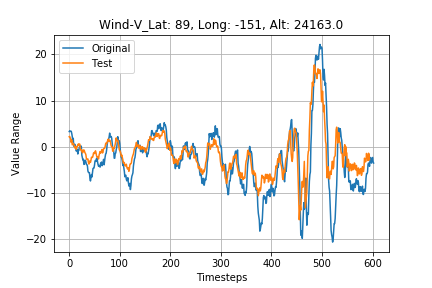 Wind-V_Lat: 89, Long: -151, Alt: 24163.0
Original
Test
Value Range
20
10
0
−10
−20
0 100 200 300 400 500 600
Timesteps